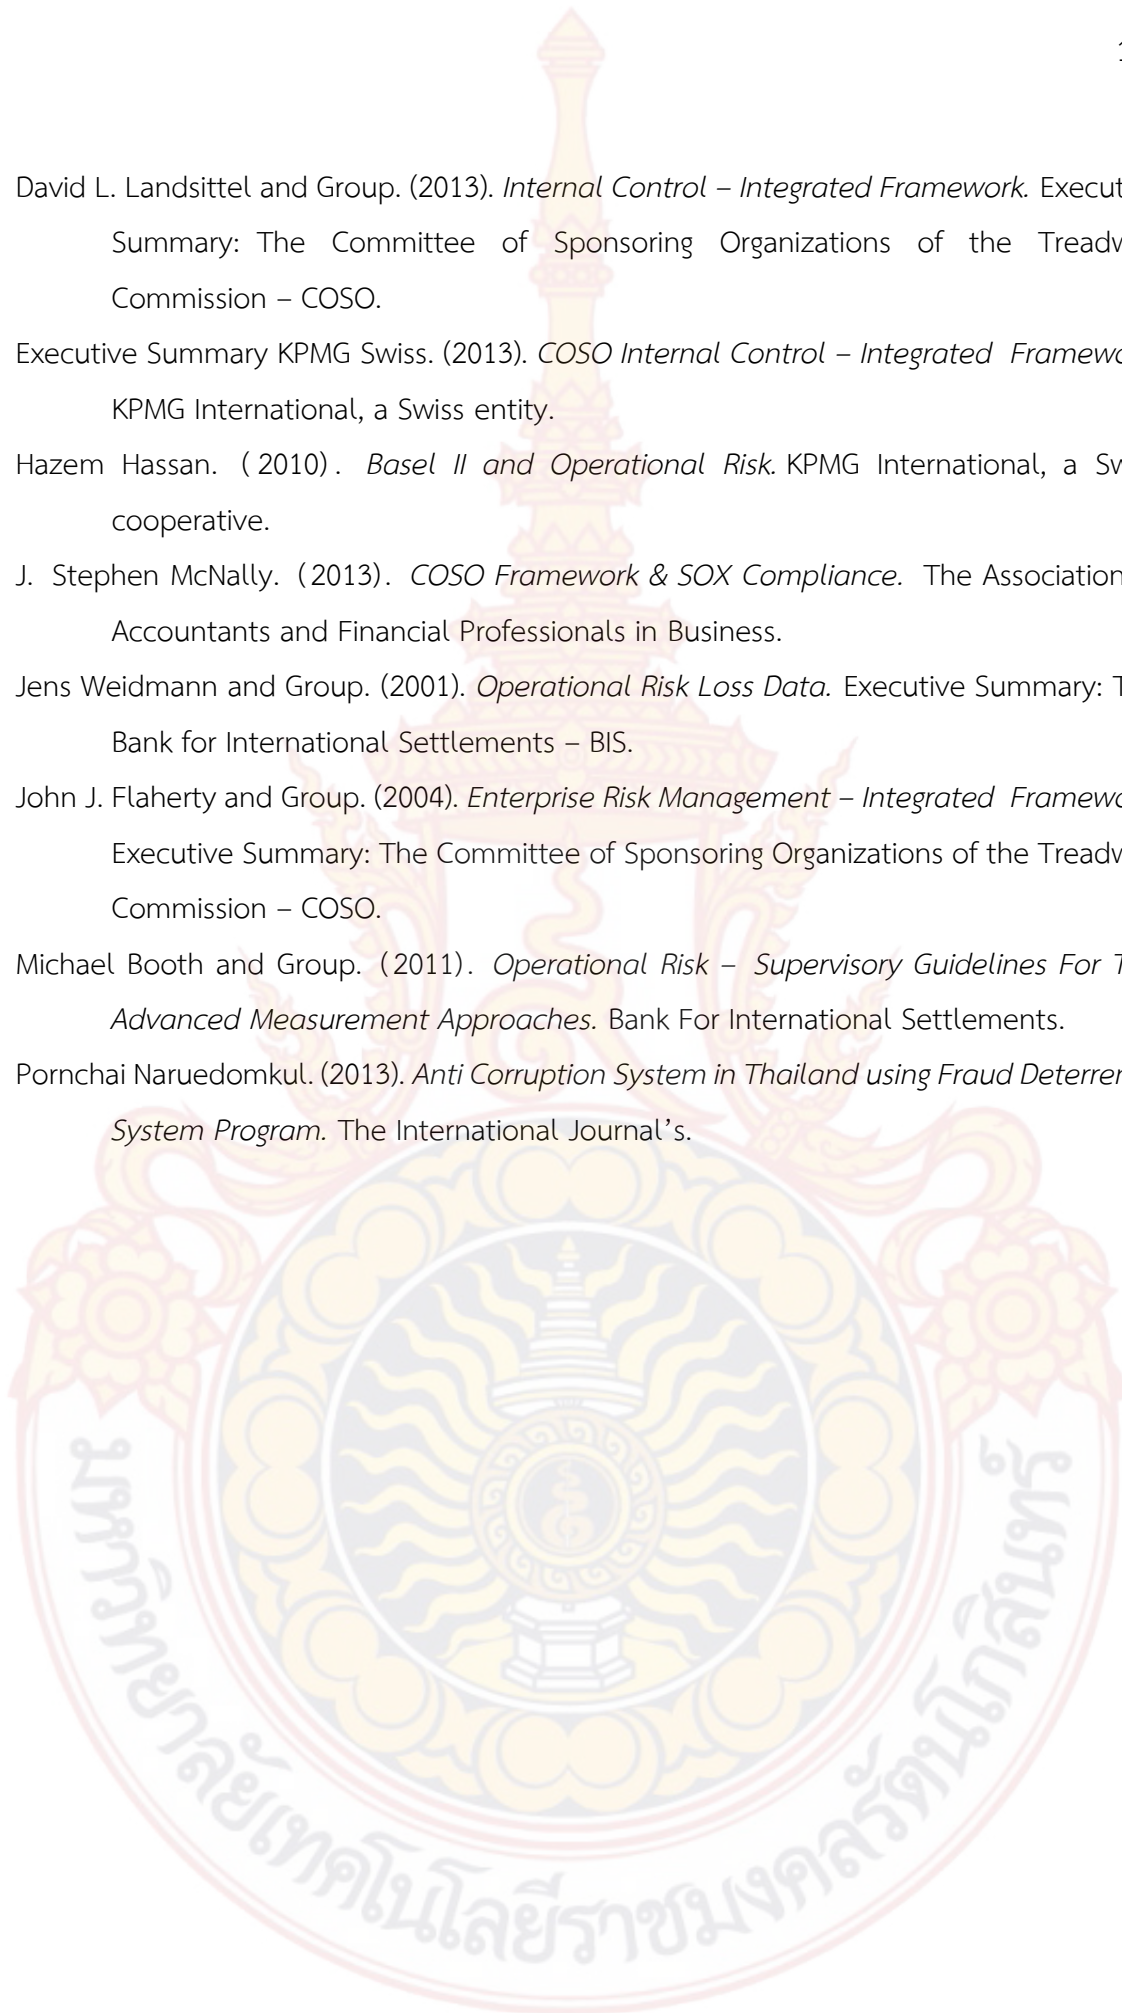 1
David L. Landsittel and Group. (2013). Internal Control – Integrated Framework. Execut
Summary: The Committee of Sponsoring Organizations of the Treadw
Commission – COSO.
Executive Summary KPMG Swiss. (2013). COSO Internal Control – Integrated Framewo
KPMG International, a Swiss entity.
Hazem Hassan. ( 2010). Basel II and Operational Risk. KPMG International, a Sw
cooperative.
J. Stephen McNally. (2013). COSO Framework & SOX Compliance. The Association
Accountants and Financial Professionals in Business.
Jens Weidmann and Group. (2001). Operational Risk Loss Data. Executive Summary: T
Bank for International Settlements – BIS.
John J. Flaherty and Group. (2004). Enterprise Risk Management – Integrated Framewo
Executive Summary: The Committee of Sponsoring Organizations of the Treadw
Commission – COSO.
Michael Booth and Group. (2011). Operational Risk – Supervisory Guidelines For T
Advanced Measurement Approaches. Bank For International Settlements.
Pornchai Naruedomkul. (2013). Anti Corruption System in Thailand using Fraud Deterren
System Program. The International Journal’s.
มหาวิทยาลัยเทคโนโลยีราชมงคลรัตนโกสินทร์